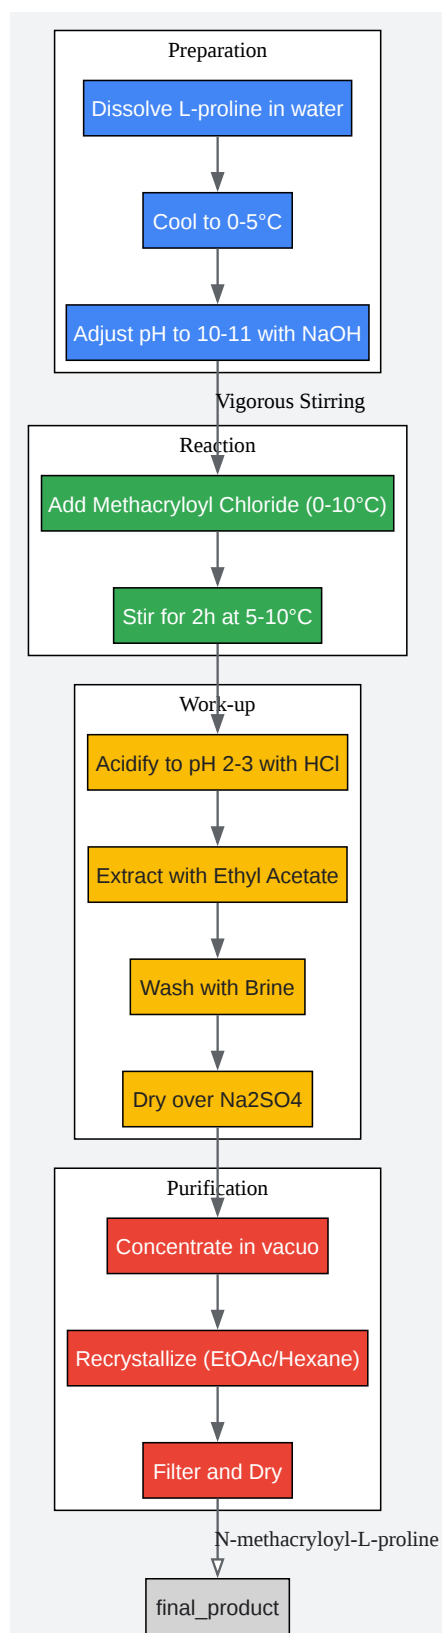 Preparation
Dissolve L-proline in water
Cool to 0-5°C
Adjust pH to 10-11 with NaOH
Vigorous Stirring
Reaction
Add Methacryloyl Chloride (0-10°C)
Stir for 2h at 5-10°C
Work-up
Acidify to pH 2-3 with HCl
Extract with Ethyl Acetate
Wash with Brine
Dry over Na2SO4
Purification
Concentrate in vacuo
Recrystallize (EtOAc/Hexane)
Filter and Dry
N-methacryloyl-L-proline
final_product